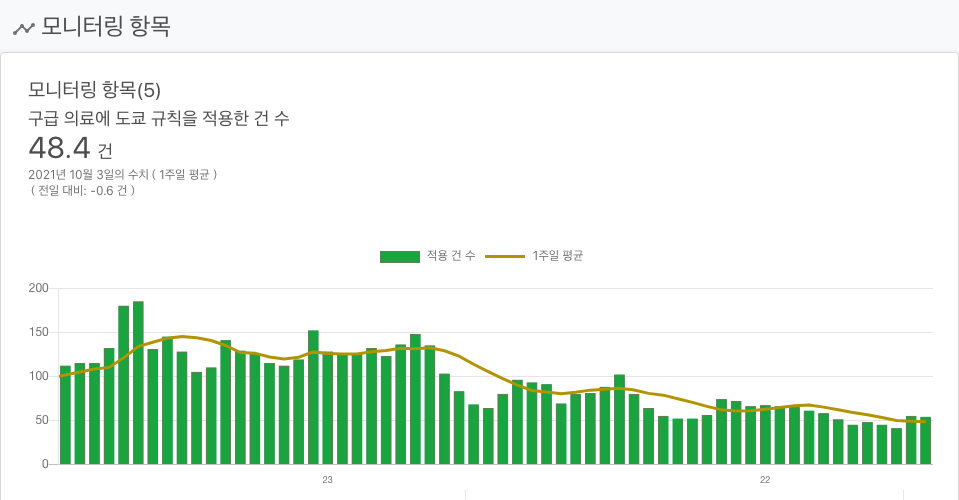 모니터링 항목
모니터링 항목(5)
구급 의료에 도쿄 규칙을 적용한 건 수
48.4 건
2021년 10월 3일의 수치 ( 1주일 평균 )
( 전일 대비: -0.6 건 )
적용 건 수 1주일 평균
200
150
100
50
0
23 22